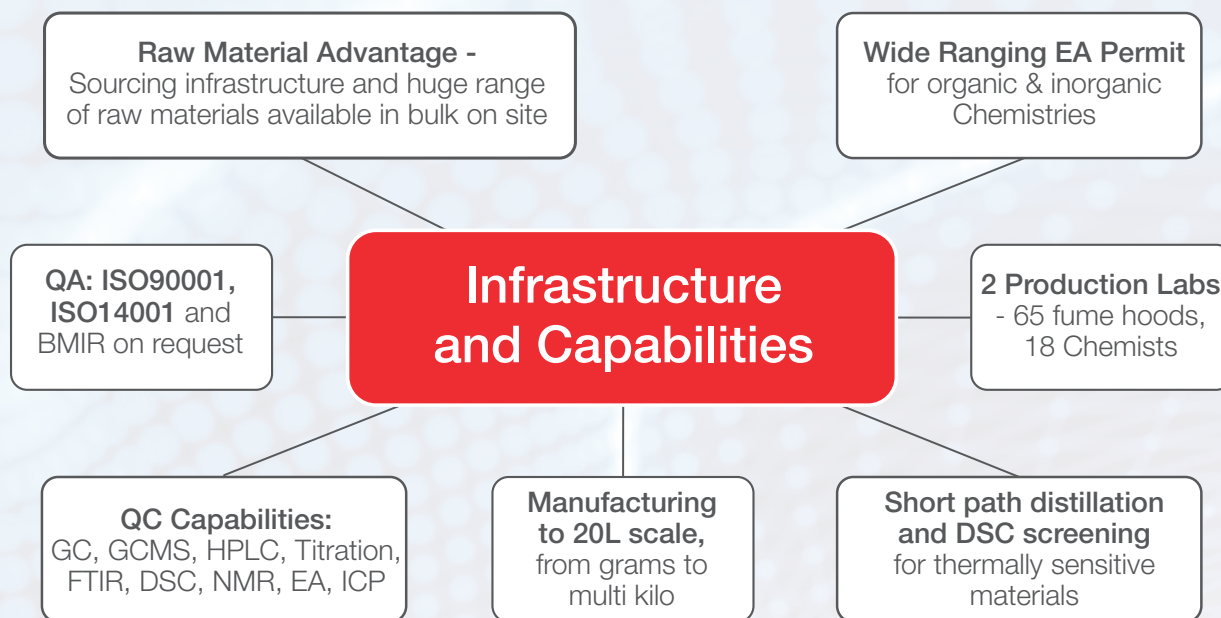 Raw Material Advantage -
Sourcing infrastructure and huge range
of raw materials available in bulk on site
Wide Ranging EA Permit
for organic & inorganic
Chemistries
QA: ISO90001,
ISO14001 and
BMIR on request
Infrastructure
and Capabilities
2 Production Labs
- 65 fume hoods,
18 Chemists
QC Capabilities:
GC, GCMS, HPLC, Titration,
FTIR, DSC, NMR, EA, ICP
Manufacturing
to 20L scale,
from grams to
multi kilo
Short path distillation
and DSC screening
for thermally sensitive
materials